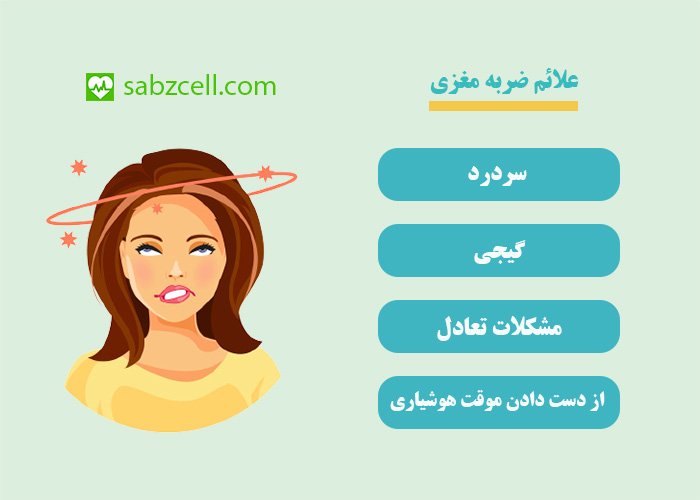 sabzcell.com
علائم ضربه مغزی
سردرد
گیجی
مشکلات تعادل
از دست دادن موقت هوشیاری